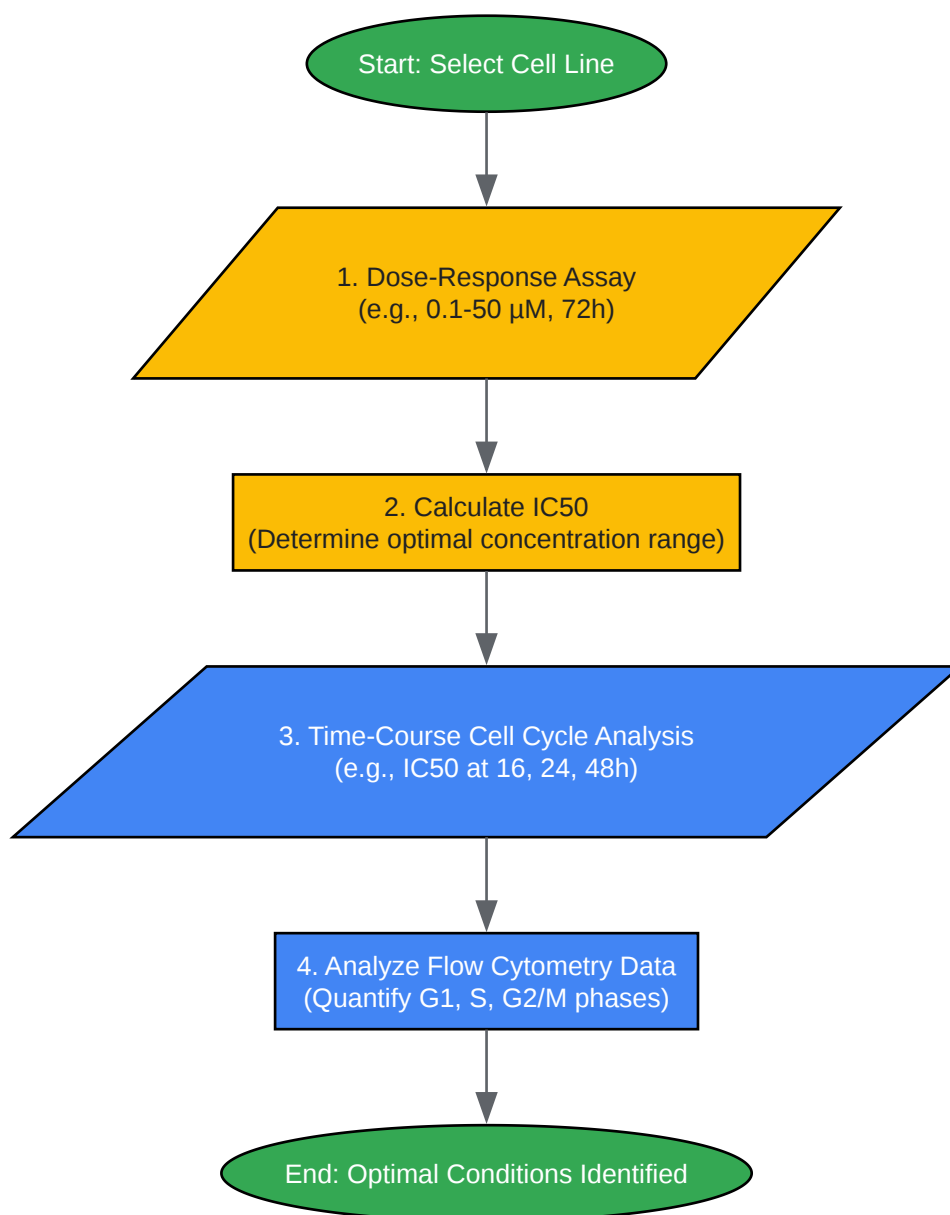 Start: Select Cell Line
1. Dose-Response Assay
(e.g., 0.1-50 µM, 72h)
2. Calculate IC50
(Determine optimal concentration range)
3. Time-Course Cell Cycle Analysis
(e.g., IC50 at 16, 24, 48h)
4. Analyze Flow Cytometry Data
(Quantify G1, S, G2/M phases)
End: Optimal Conditions Identified